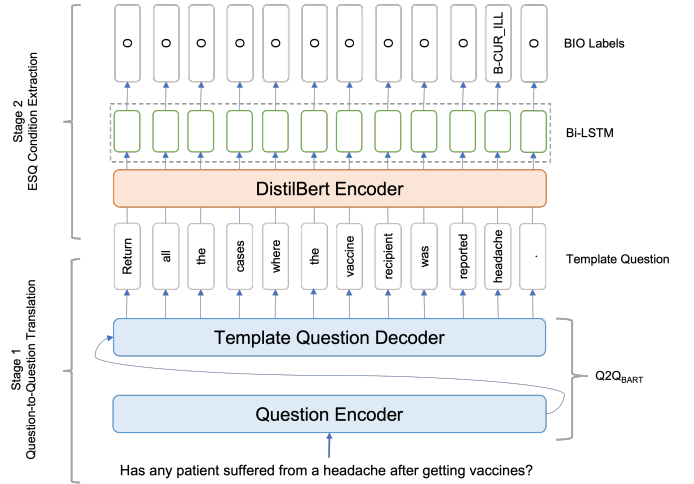 Stage 2
ESQ Condition Extraction
O O O O O O O O O O B-CUR_ILL O
BIO Labels
Bi-LSTM
DistilBert Encoder
Return all the cases where the vaccine recipient was reported headache .
Template Question
Stage 1
Question-to-Question Translation
Template Question Decoder
Q2QBART
Question Encoder
Has any patient suffered from a headache after getting vaccines?